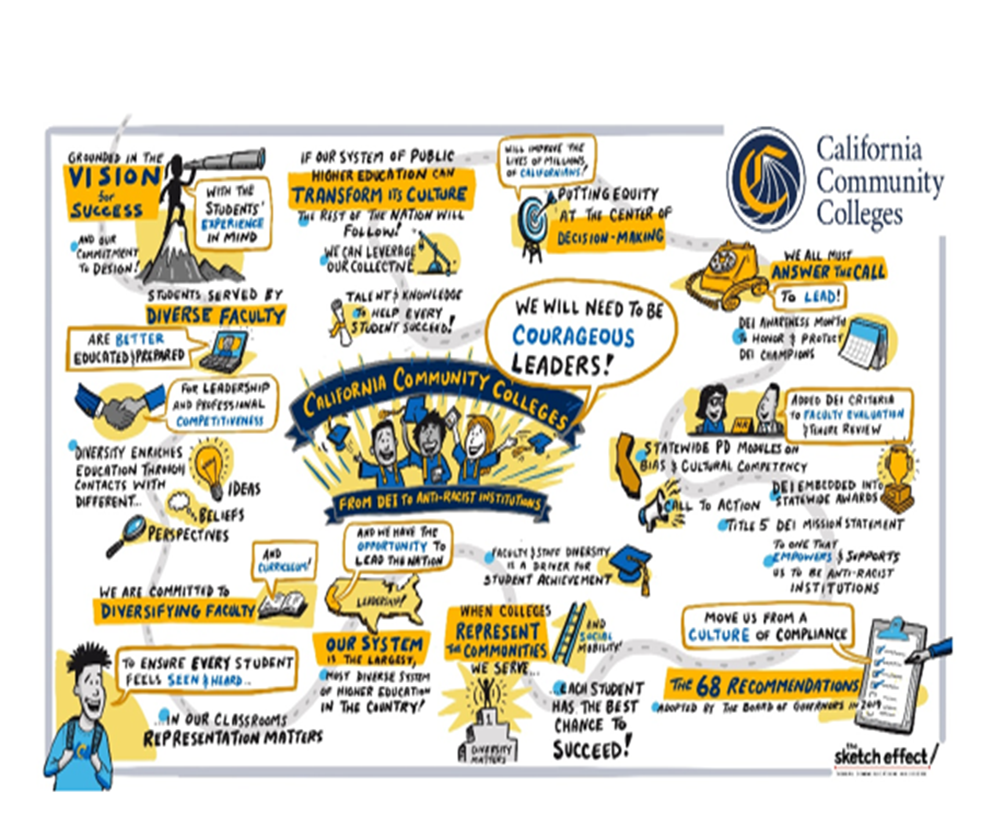 GROUNDED IN THE
VISION
for
SUCCESS
AND OUR
COMMITMENT
TO DESIGN!
WITH THE
STUDENTS'
EXPERIENCE
IN MIND
STUDENTS SERVED BY
DIVERSE FACULTY
ARE BETTER
EDUCATED & PREPARED
FOR LEADERSHIP
AND PROFESSIONAL
COMPETITIVENESS
DIVERSITY ENRICHES
EDUCATION THROUGH
CONTACTS WITH
DIFFERENT...
IDEAS
BELIEFS
PERSPECTIVES
WE ARE COMMITTED TO
DIVERSIFYING FACULTY
AND
CURRICULUM!
TO ENSURE EVERY STUDENT
FEELS SEEN & HEARD...
...IN OUR CLASSROOMS
REPRESENTATION MATTERS
IF OUR SYSTEM OF PUBLIC
HIGHER EDUCATION CAN
TRANSFORM ITS CULTURE
THE REST OF THE NATION WILL
FOLLOW!
WE CAN LEVERAGE
OUR COLLECTIVE
TALENT & KNOWLEDGE
TO HELP EVERY
STUDENT SUCCEED!
WILL IMPROVE THE
LIVES OF MILLIONS
OF CALIFORNIANS!
PUTTING EQUITY
AT THE CENTER OF
DECISION-MAKING
WE WILL NEED TO BE
COURAGEOUS
LEADERS!
CALIFORNIA COMMUNITY COLLEGES
FROM DEI TO ANTI-RACIST INSTITUTIONS
AND WE HAVE THE
OPPORTUNITY TO
LEAD THE NATION
LEADERSHIP!
OUR SYSTEM
IS THE LARGEST,
MOST DIVERSE SYSTEM
OF HIGHER EDUCATION
IN THE COUNTRY!
FACULTY & STAFF DIVERSITY
IS A DRIVER FOR
STUDENT ACHIEVEMENT
WHEN COLLEGES
REPRESENT
THE COMMUNITIES
WE SERVE...
AND
SOCIAL
MOBILITY!
1
DIVERSITY
MATTERS
...EACH STUDENT
HAS THE BEST
CHANCE TO
SUCCEED!
California
Community
Colleges
WE ALL MUST
ANSWER THE CALL
TO LEAD!
DEI AWARENESS MONTH
TO HONOR & PROTECT
DEI CHAMPIONS
HR
ADDED DEI CRITERIA
TO FACULTY EVALUATION
& TENURE REVIEW
STATEWIDE PD MODULES ON
BIAS & CULTURAL COMPETENCY
DEI EMBEDDED INTO
STATEWIDE AWARDS
CALL TO ACTION
TITLE 5 DEI MISSION STATEMENT
TO ONE THAT
EMPOWERS & SUPPORTS
US TO BE ANTI-RACIST
INSTITUTIONS
MOVE US FROM A
CULTURE OF COMPLIANCE
THE 68 RECOMMENDATIONS
ADOPTED BY THE BOARD OF GOVERNORS IN 2019
the
sketch effect/